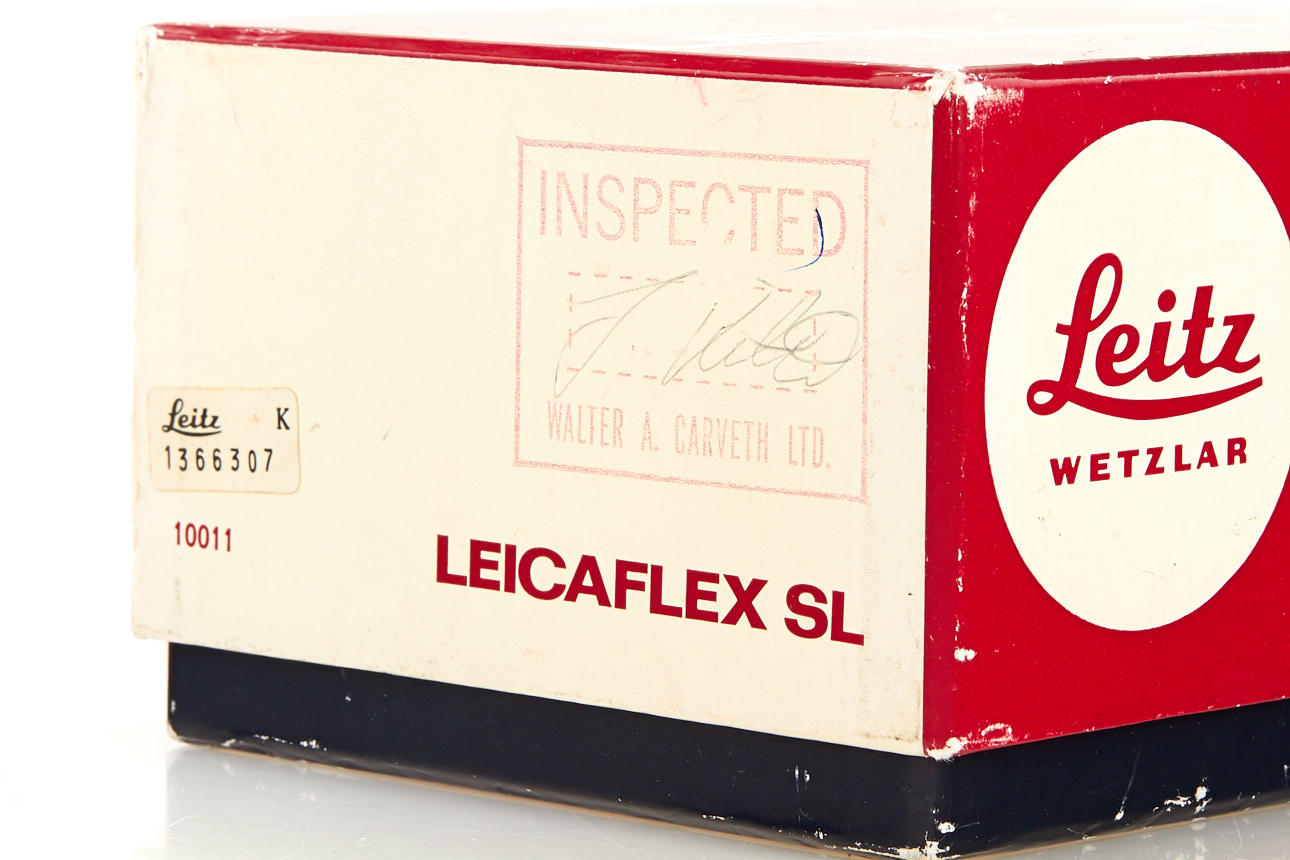 INSPECTED
WALTER A. CARVETH LTD.
Leitz K
1366307
10011
LEICAFLEX SL
Leitz
WETZLAR